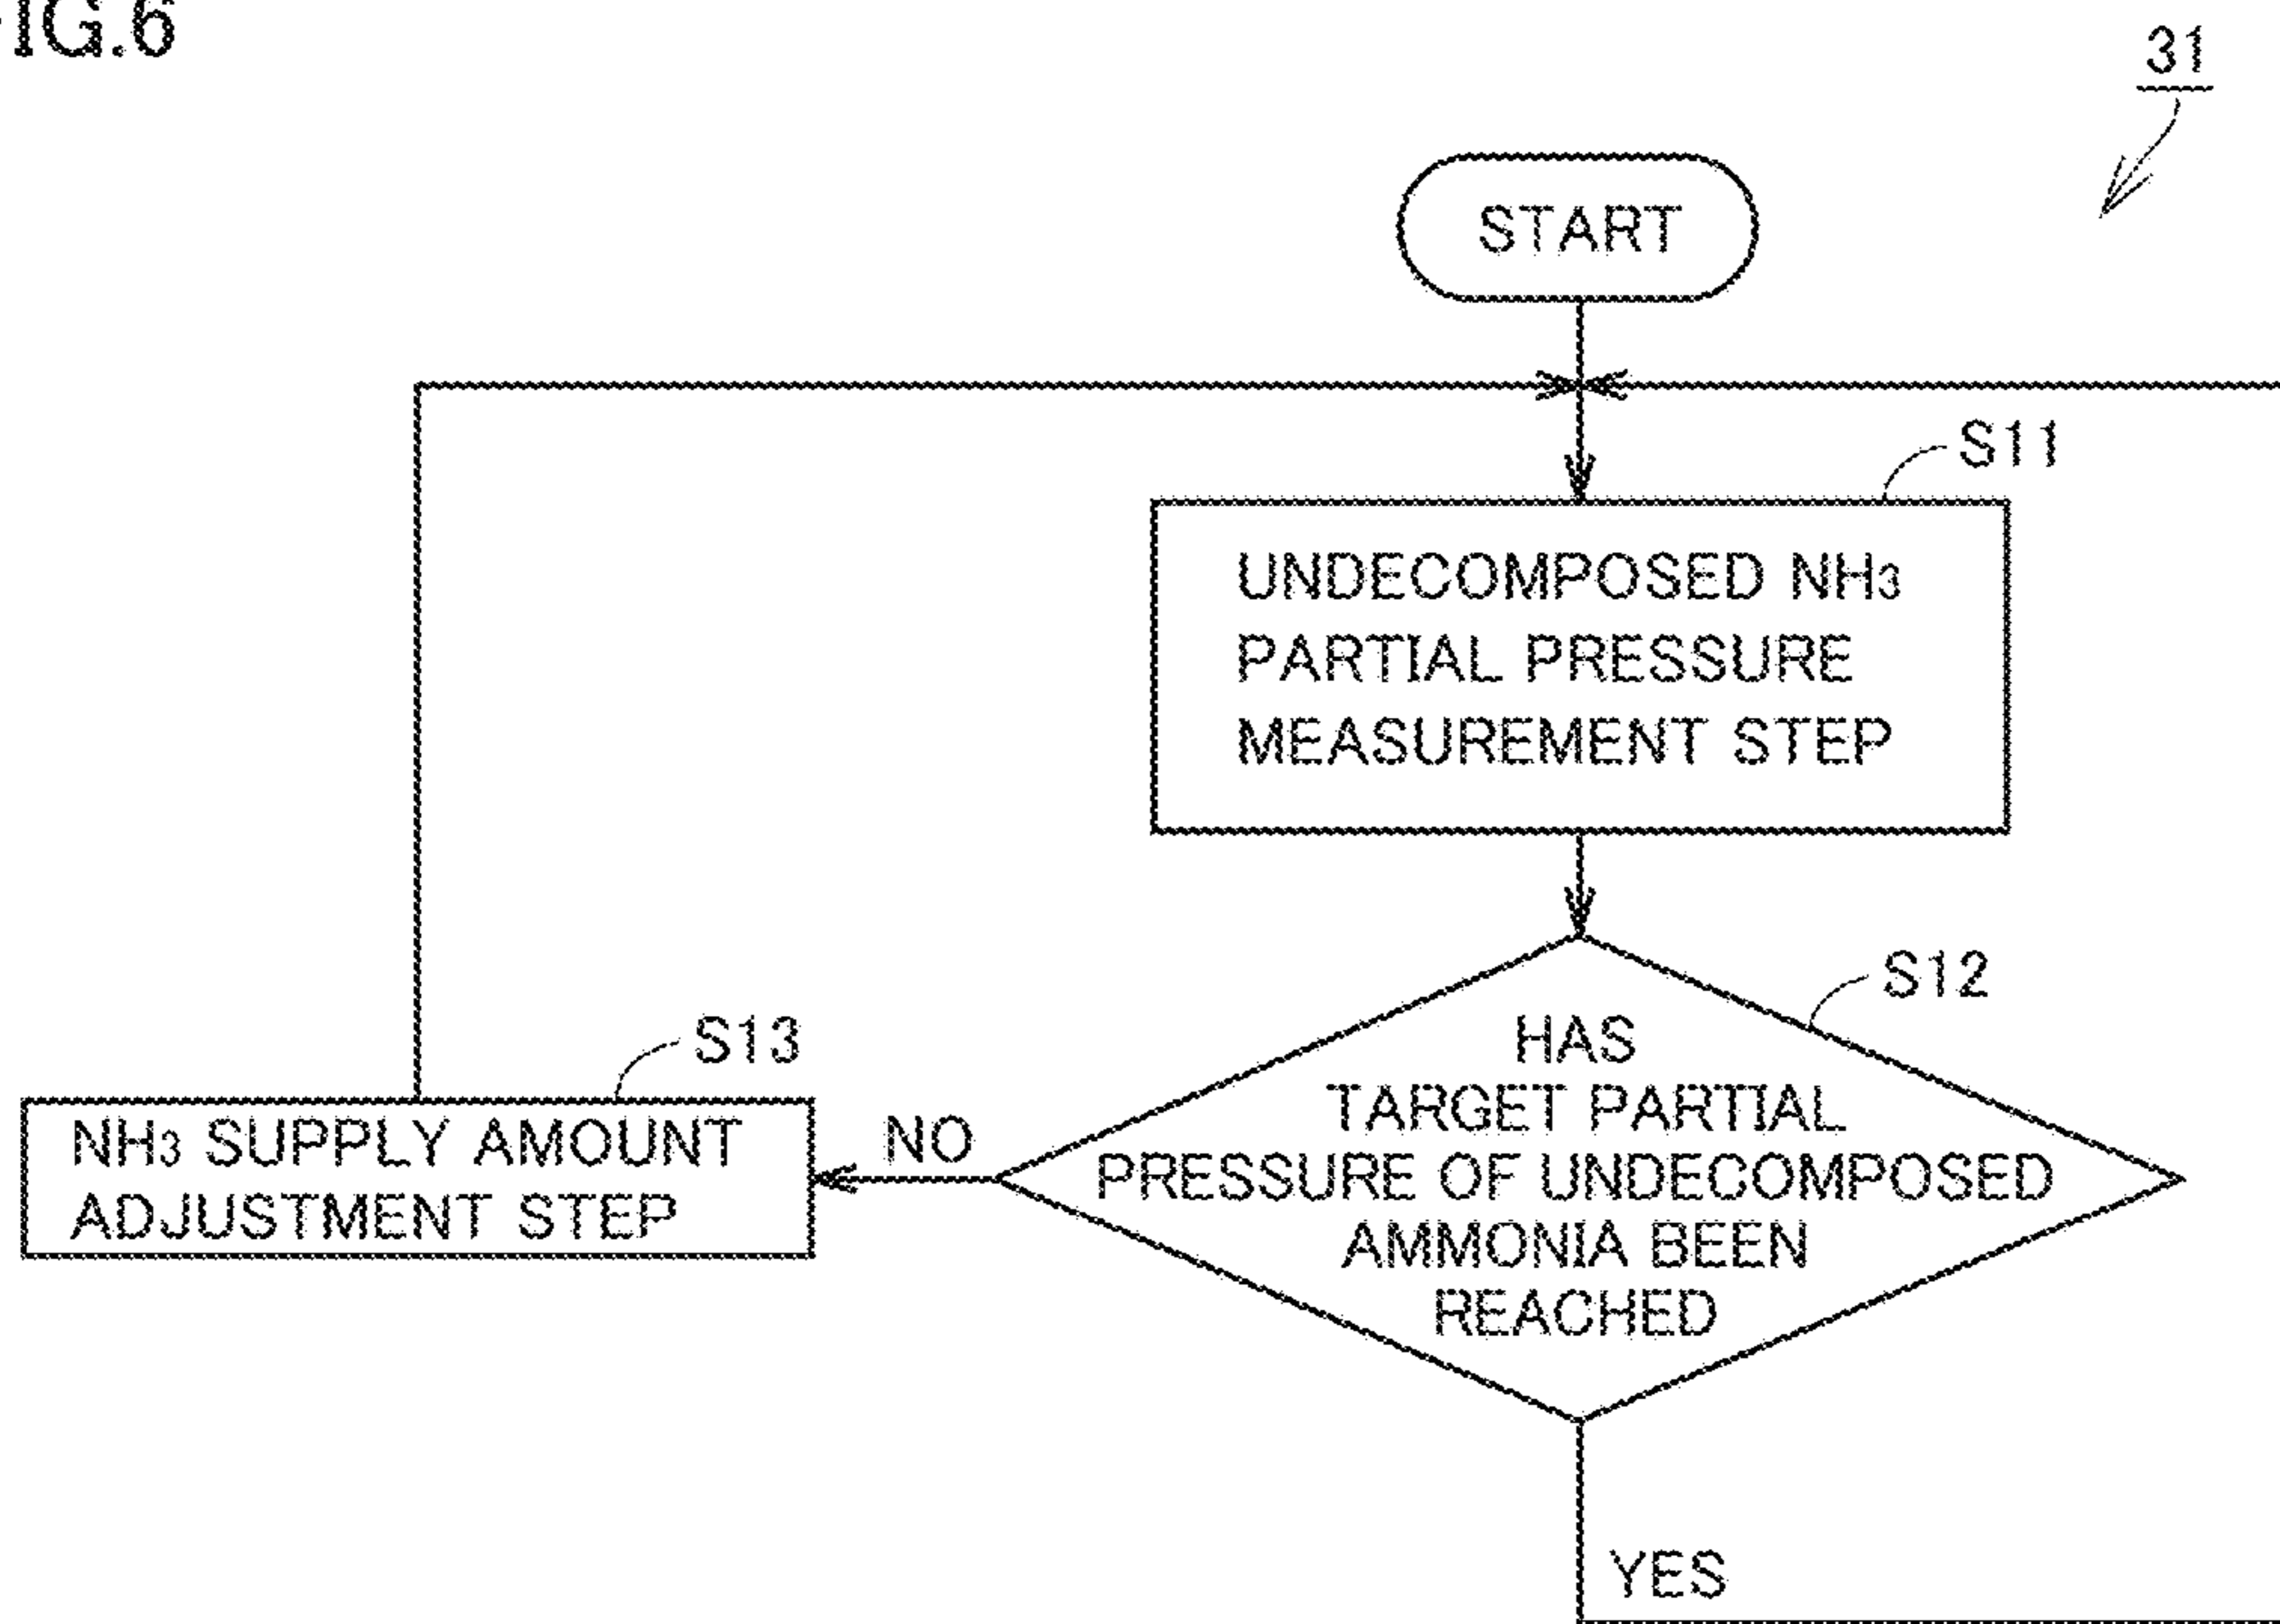 FIG.6
31
START
S11
UNDECOMPOSED NH₃
PARTIAL PRESSURE
MEASUREMENT STEP
S12
HAS
TARGET PARTIAL
PRESSURE OF UNDECOMPOSED
AMMONIA BEEN
REACHED
NO
S13
NH₃ SUPPLY AMOUNT
ADJUSTMENT STEP
YES